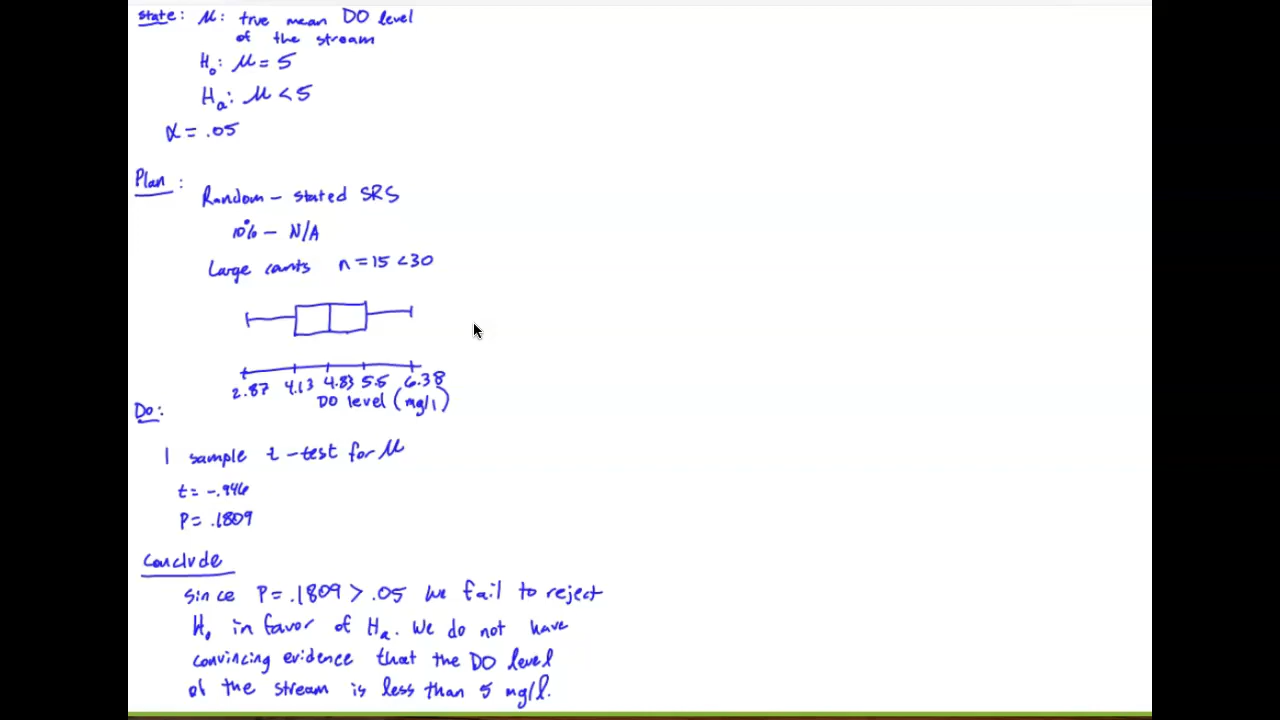 State: μ: true mean DO level
of the stream
H₀: μ = 5
Hₐ: μ < 5
α = .05
Plan:
Random – stated SRS
10% – N/A
Large counts n = 15 < 30
2.87 4.13 4.83 5.5 6.38
DO level (mg/l)
Do:
1 sample t-test for μ
t = -.946
P = .1809
Conclude
Since P = .1809 > .05 we fail to reject
H₀ in favor of Hₐ. We do not have
convincing evidence that the DO level
of the stream is less than 5 mg/l.